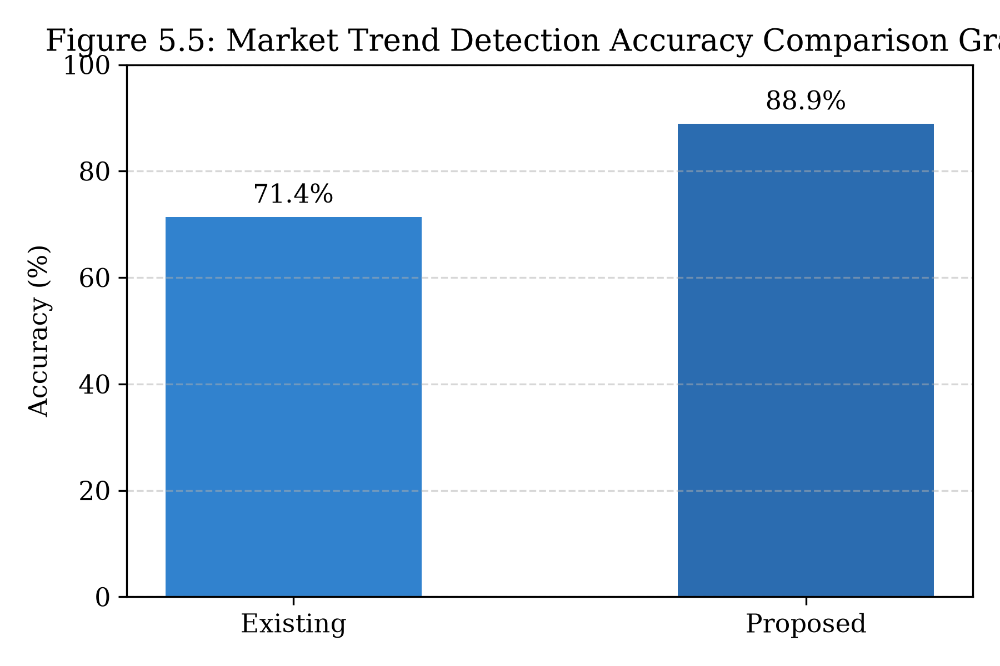 Figure 5.5: Market Trend Detection Accuracy Comparison
100
88.9%
80
71.4%
60
Accuracy (%)
40
20
0
Existing Proposed